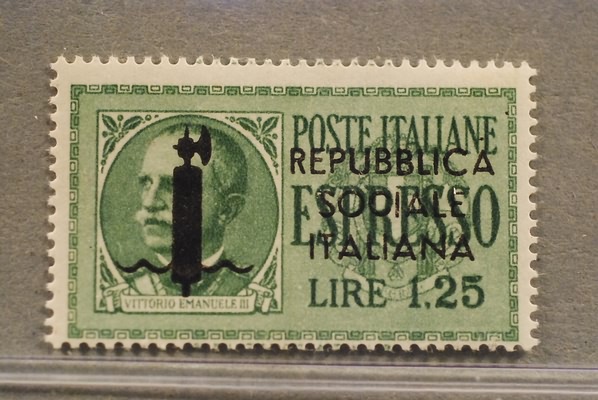 POSTE ITALIANE
REPUBBLICA
ESPRESSO
SOCIALE
ITALIANA
LIRE 1.25
VITTORIO EMANUELE III